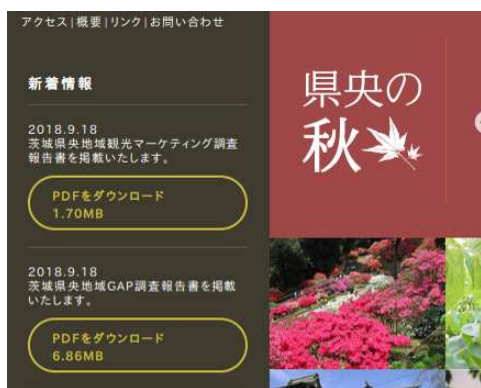 アクセス|概要|リンク|お問い合わせ
新着情報
2018.9.18
茨城県央地域観光マーケティング調査
報告書を掲載いたします。
PDFをダウンロード
1.70MB
2018.9.18
茨城県央地域GAP調査報告書を掲載
いたします。
PDFをダウンロード
6.86MB
県央の
秋